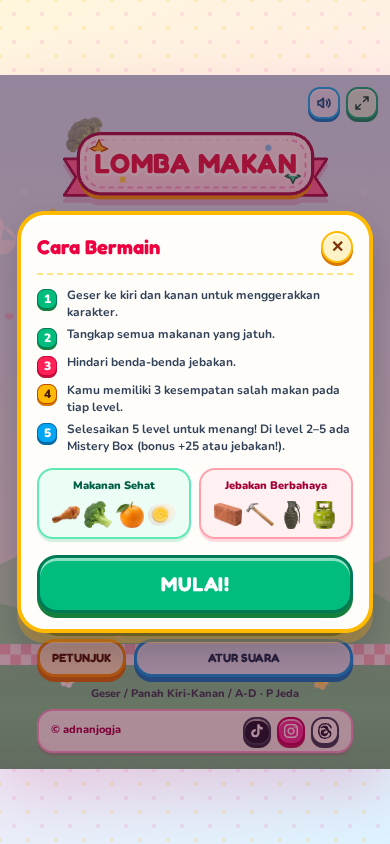 LOMBA MAKAN
Cara Bermain
1 Geser ke kiri dan kanan untuk menggerakkan
karakter.
2 Tangkap semua makanan yang jatuh.
3 Hindari benda-benda jebakan.
4 Kamu memiliki 3 kesempatan salah makan pada
tiap level.
5 Selesaikan 5 level untuk menang! Di level 2–5 ada
Mistery Box (bonus +25 atau jebakan!).
Makanan Sehat
Jebakan Berbahaya
MULAI!
PETUNJUK
ATUR SUARA
Geser / Panah Kiri-Kanan / A-D · P Jeda
© adnanjogja